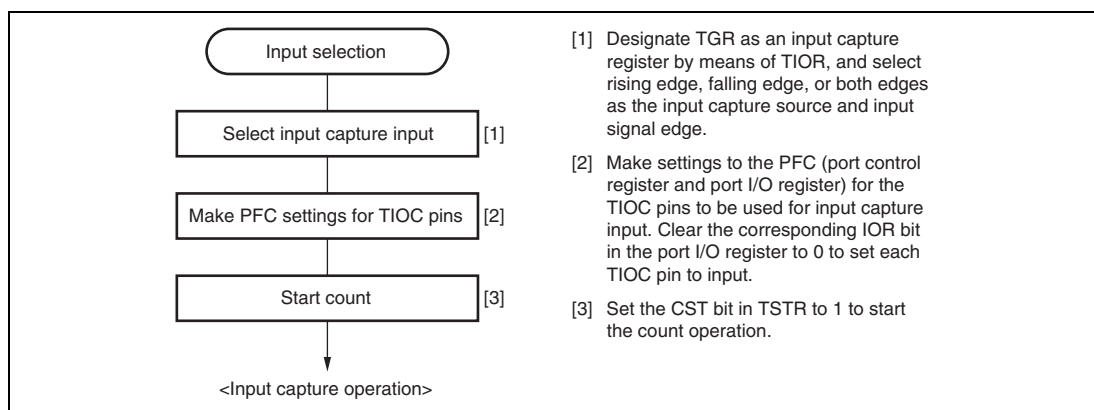 Input selection
Select input capture input [1]
Make PFC settings for TIOC pins [2]
Start count [3]
<Input capture operation>
[1] Designate TGR as an input capture
register by means of TIOR, and select
rising edge, falling edge, or both edges
as the input capture source and input
signal edge.
[2] Make settings to the PFC (port control
register and port I/O register) for the
TIOC pins to be used for input capture
input. Clear the corresponding IOR bit
in the port I/O register to 0 to set each
TIOC pin to input.
[3] Set the CST bit in TSTR to 1 to start
the count operation.